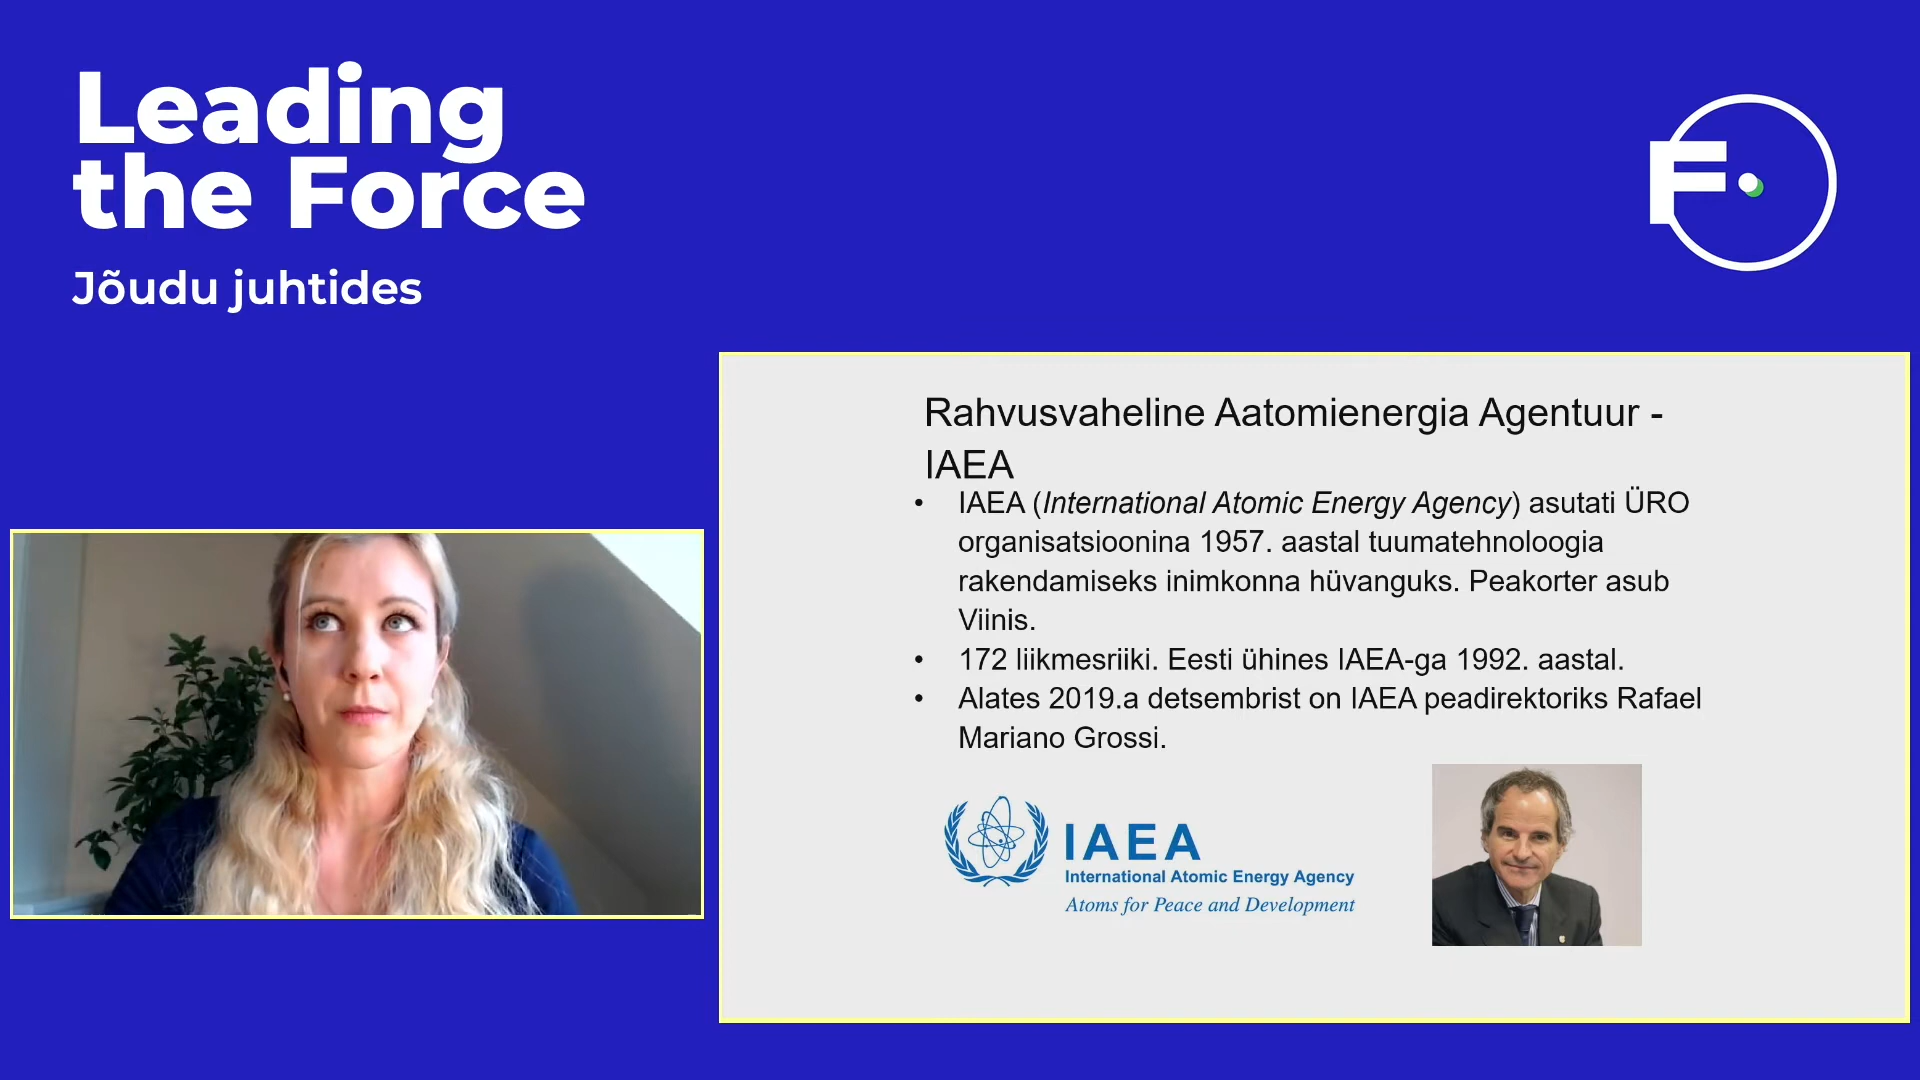 Leading
the Force
Jõudu juhtides
F
Rahvusvaheline Aatomienergia Agentuur -
IAEA
• IAEA (International Atomic Energy Agency) asutati ÜRO
organisatsioonina 1957. aastal tuumatehnoloogia
rakendamiseks inimkonna hüvanguks. Peakorter asub
Viinis.
• 172 liikmesriiki. Eesti ühines IAEA-ga 1992. aastal.
• Alates 2019.a detsembrist on IAEA peadirektoriks Rafael
Mariano Grossi.
IAEA
International Atomic Energy Agency
Atoms for Peace and Development